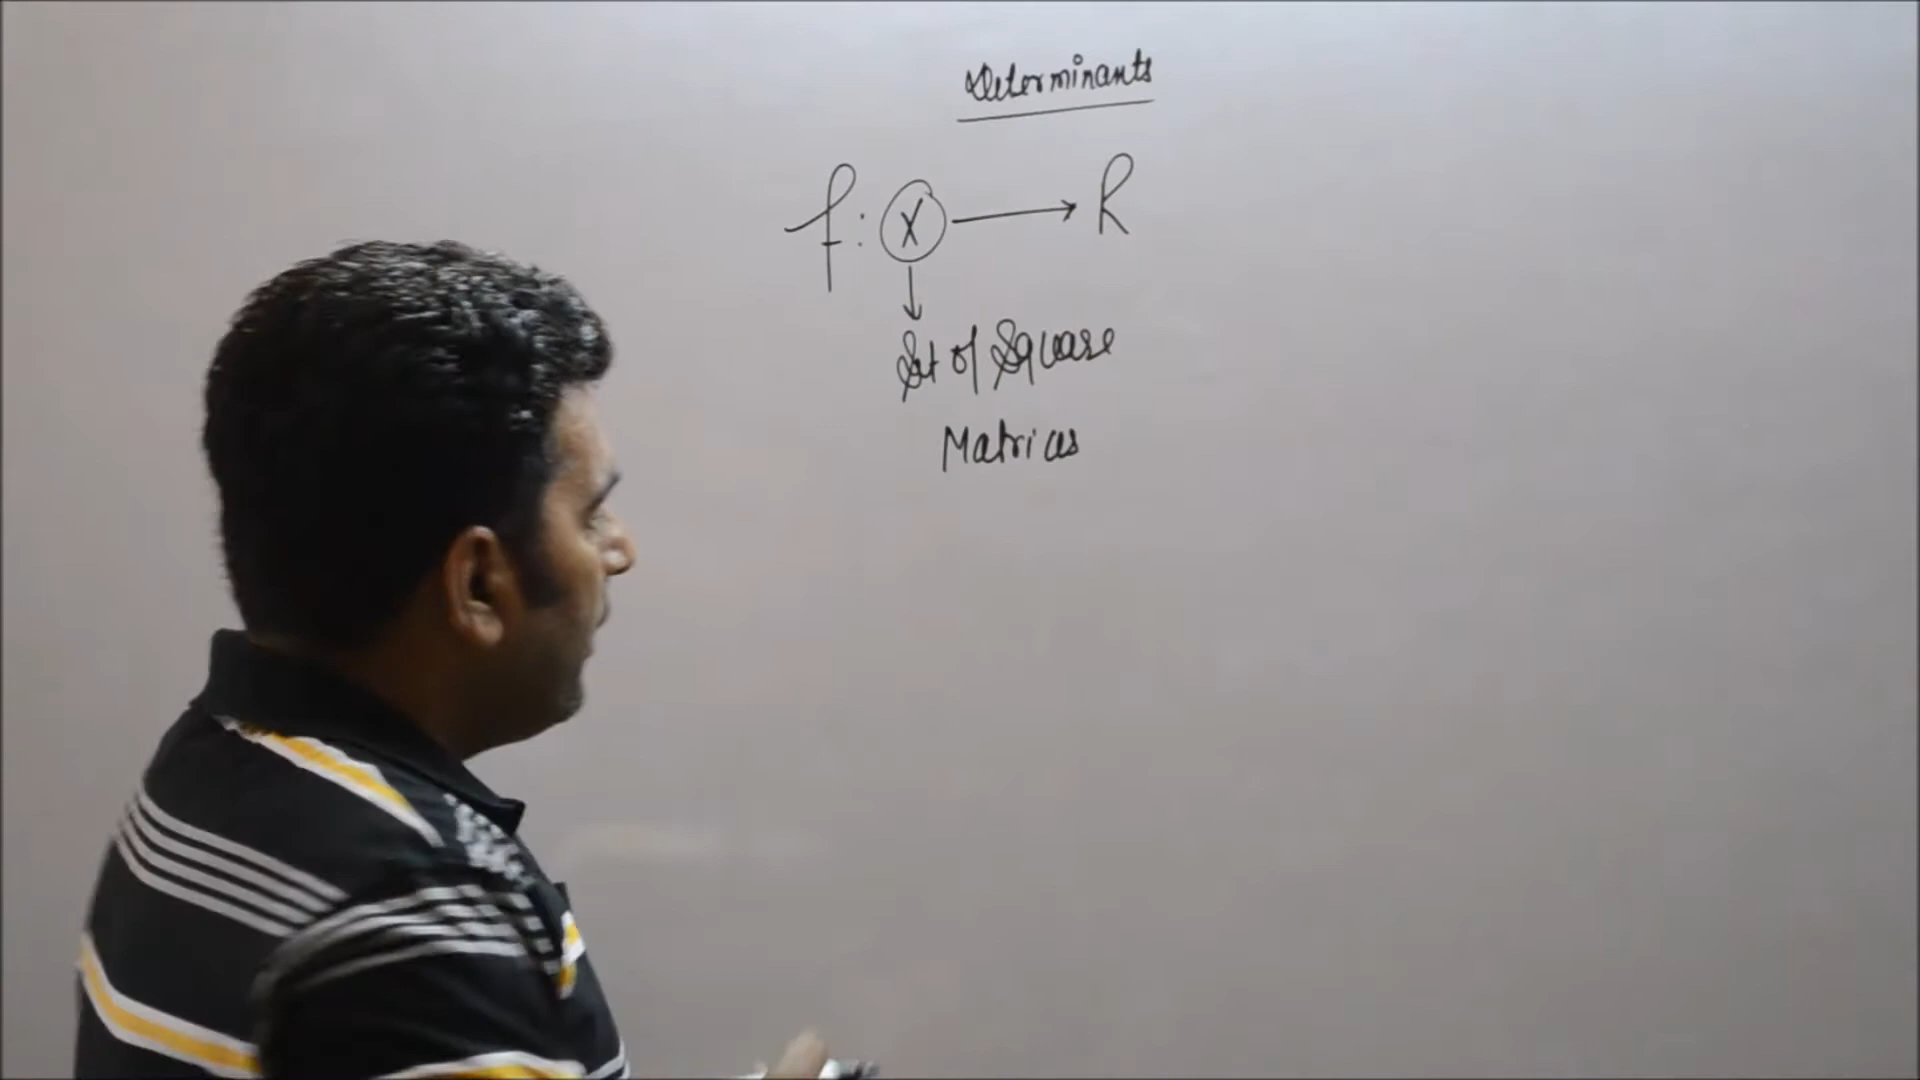 Determinants
f: X → R
↓
Set of Square
Matrices